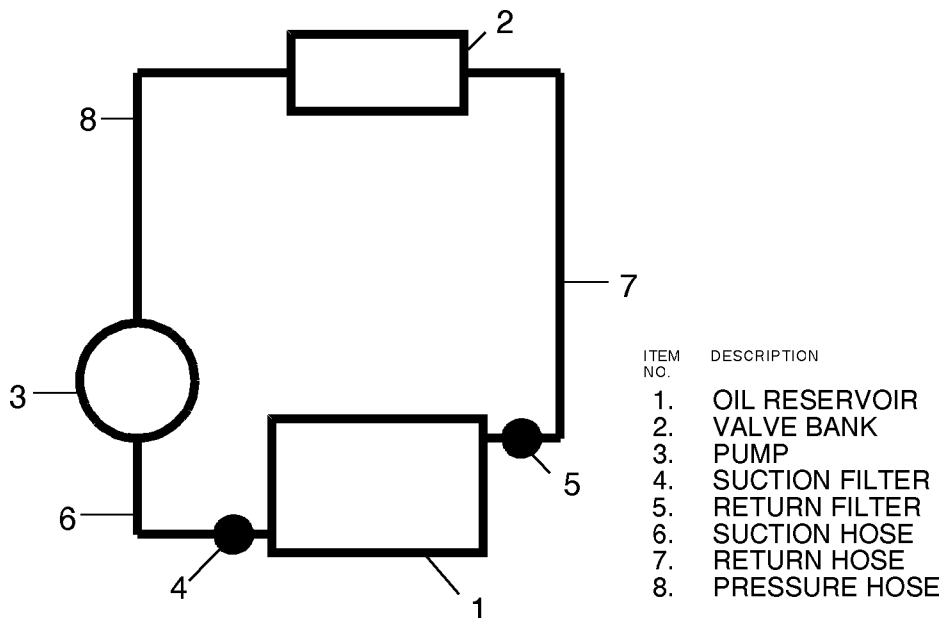 2
8
7
3
5
6
4
1
ITEM NO. DESCRIPTION
1. OIL RESERVOIR
2. VALVE BANK
3. PUMP
4. SUCTION FILTER
5. RETURN FILTER
6. SUCTION HOSE
7. RETURN HOSE
8. PRESSURE HOSE